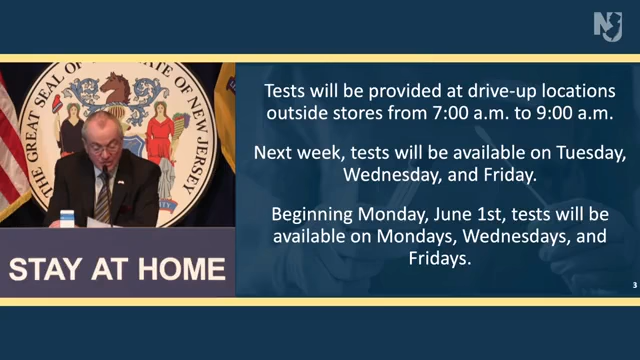 NJ
THE GREAT SEAL OF THE STATE OF NEW JERSEY
Tests will be provided at drive-up locations
outside stores from 7:00 a.m. to 9:00 a.m.
Next week, tests will be available on Tuesday,
Wednesday, and Friday.
Beginning Monday, June 1st, tests will be
available on Mondays, Wednesdays, and
Fridays.
STAY AT HOME
3